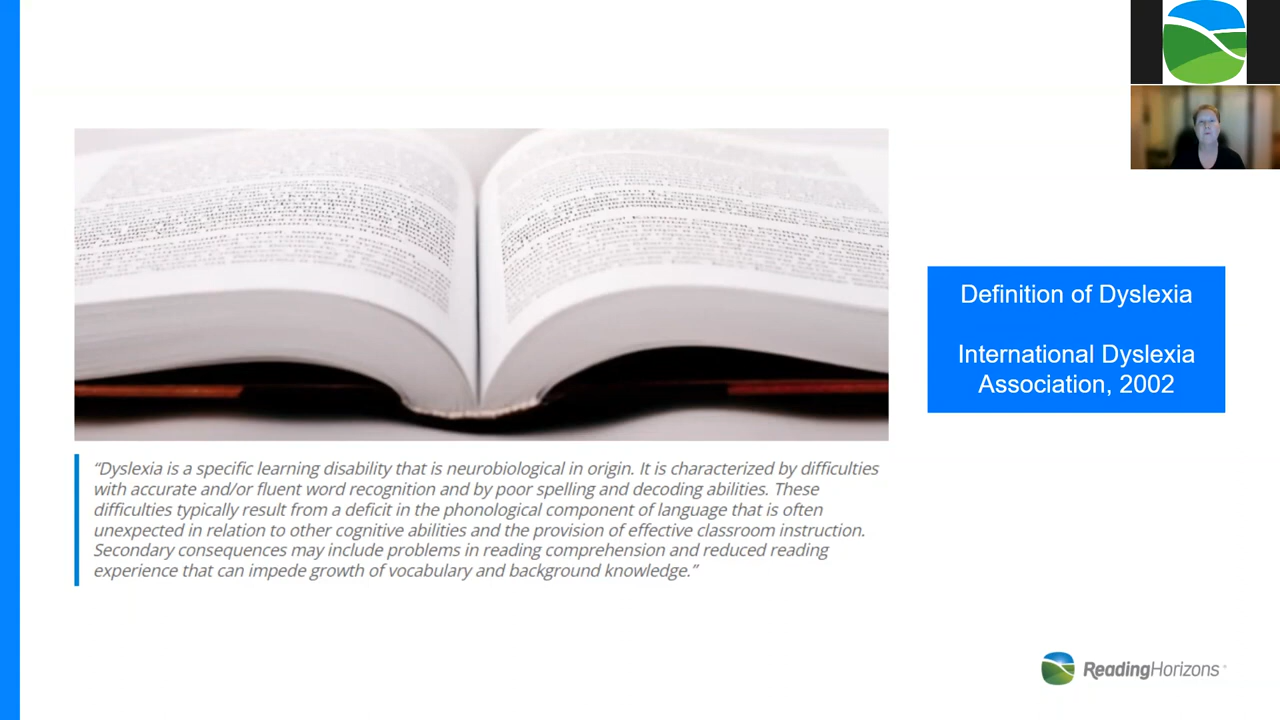 Definition of Dyslexia
International Dyslexia
Association, 2002
“Dyslexia is a specific learning disability that is neurobiological in origin. It is characterized by difficulties
with accurate and/or fluent word recognition and by poor spelling and decoding abilities. These
difficulties typically result from a deficit in the phonological component of language that is often
unexpected in relation to other cognitive abilities and the provision of effective classroom instruction.
Secondary consequences may include problems in reading comprehension and reduced reading
experience that can impede growth of vocabulary and background knowledge.”
ReadingHorizons